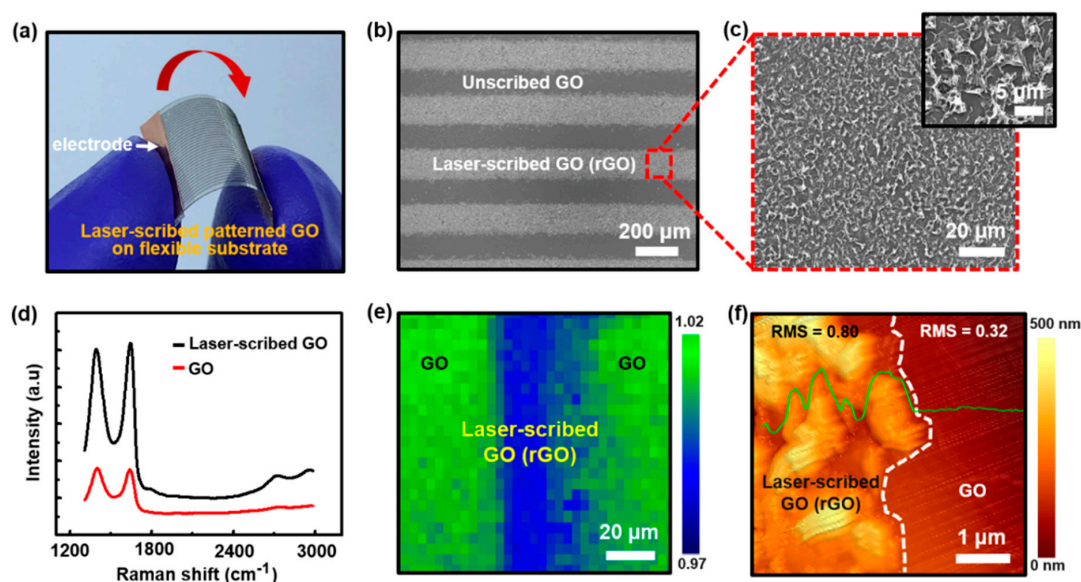 (a)
electrode
Laser-scribed patterned GO
on flexible substrate
(b)
Unscribed GO
Laser-scribed GO (rGO)
200 µm
(c)
5 µm
20 µm
(d)
Intensity (a.u)
Laser-scribed GO
GO
1200
1800
2400
3000
Raman shift (cm⁻¹)
(e)
GO
GO
Laser-scribed
GO (rGO)
20 µm
1.02
0.97
(f)
RMS = 0.80
RMS = 0.32
Laser-scribed
GO (rGO)
GO
1 µm
500 nm
0 nm